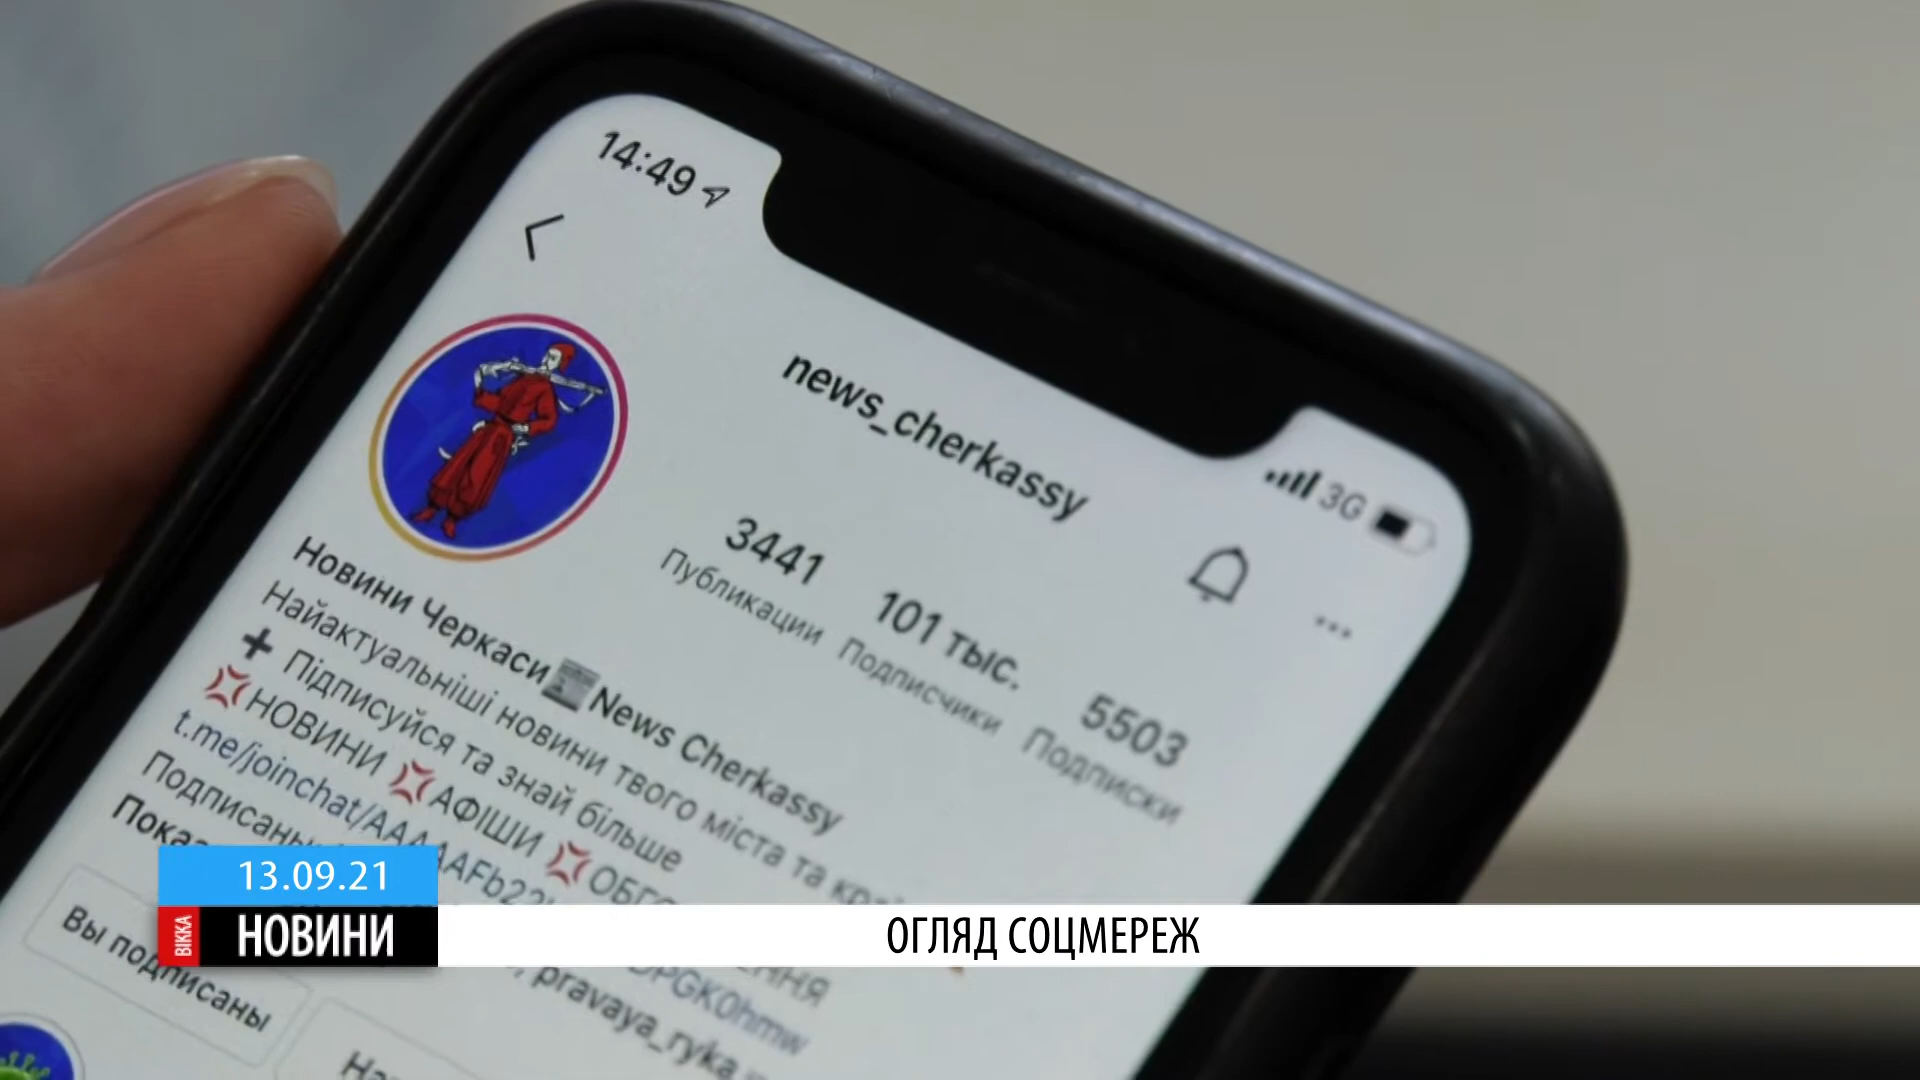 14:49
news_cherkassy
3G
3441
Публикации
101 тыс.
Подписчики
5503
Подписки
Новини Черкаси News Cherkassy
Найактуальніші новини твого міста та
Підписуйся та знай більше
НОВИНИ АФІШИ
t.me/joinchat/
Подписаны
pravaya_ryka
Вы подписаны
13.09.21
ВІККА
НОВИНИ
ОГЛЯД СОЦМЕРЕЖ